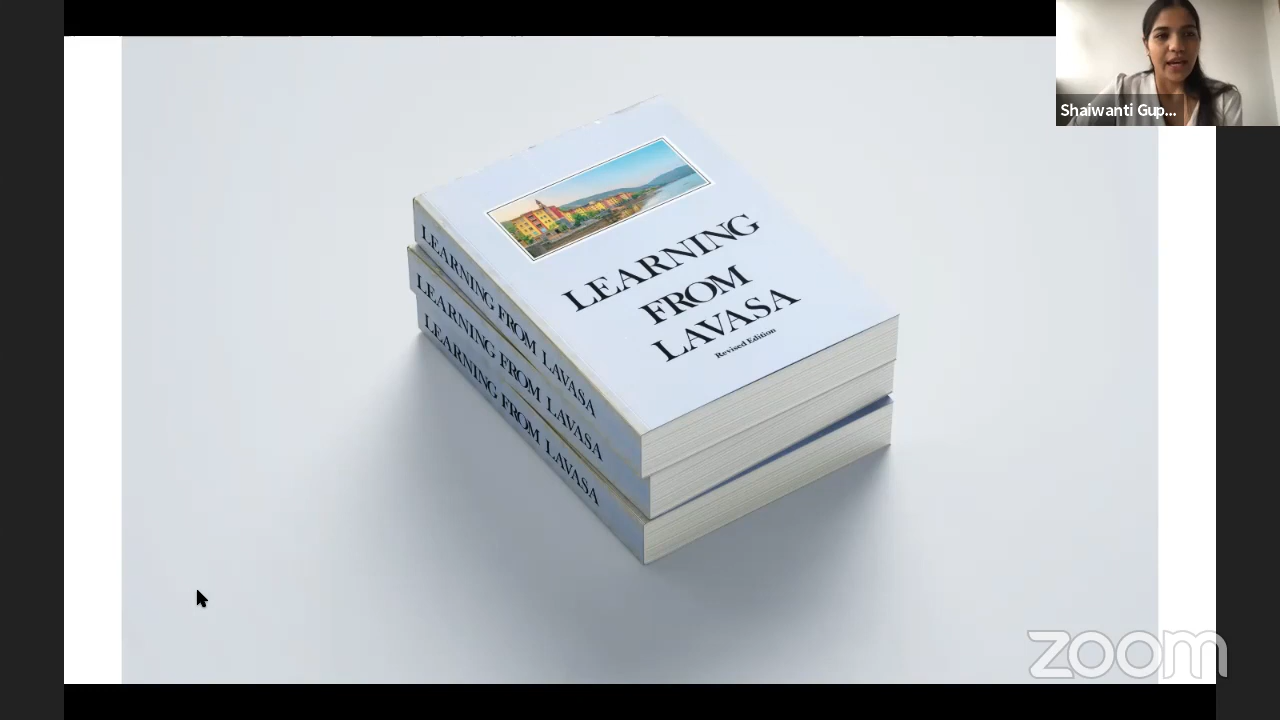 Shaiwanti Gup...
LEARNING
FROM
LAVASA
Revised Edition
LEARNING FROM LAVASA
LEARNING FROM LAVASA
LEARNING FROM LAVASA
zoom